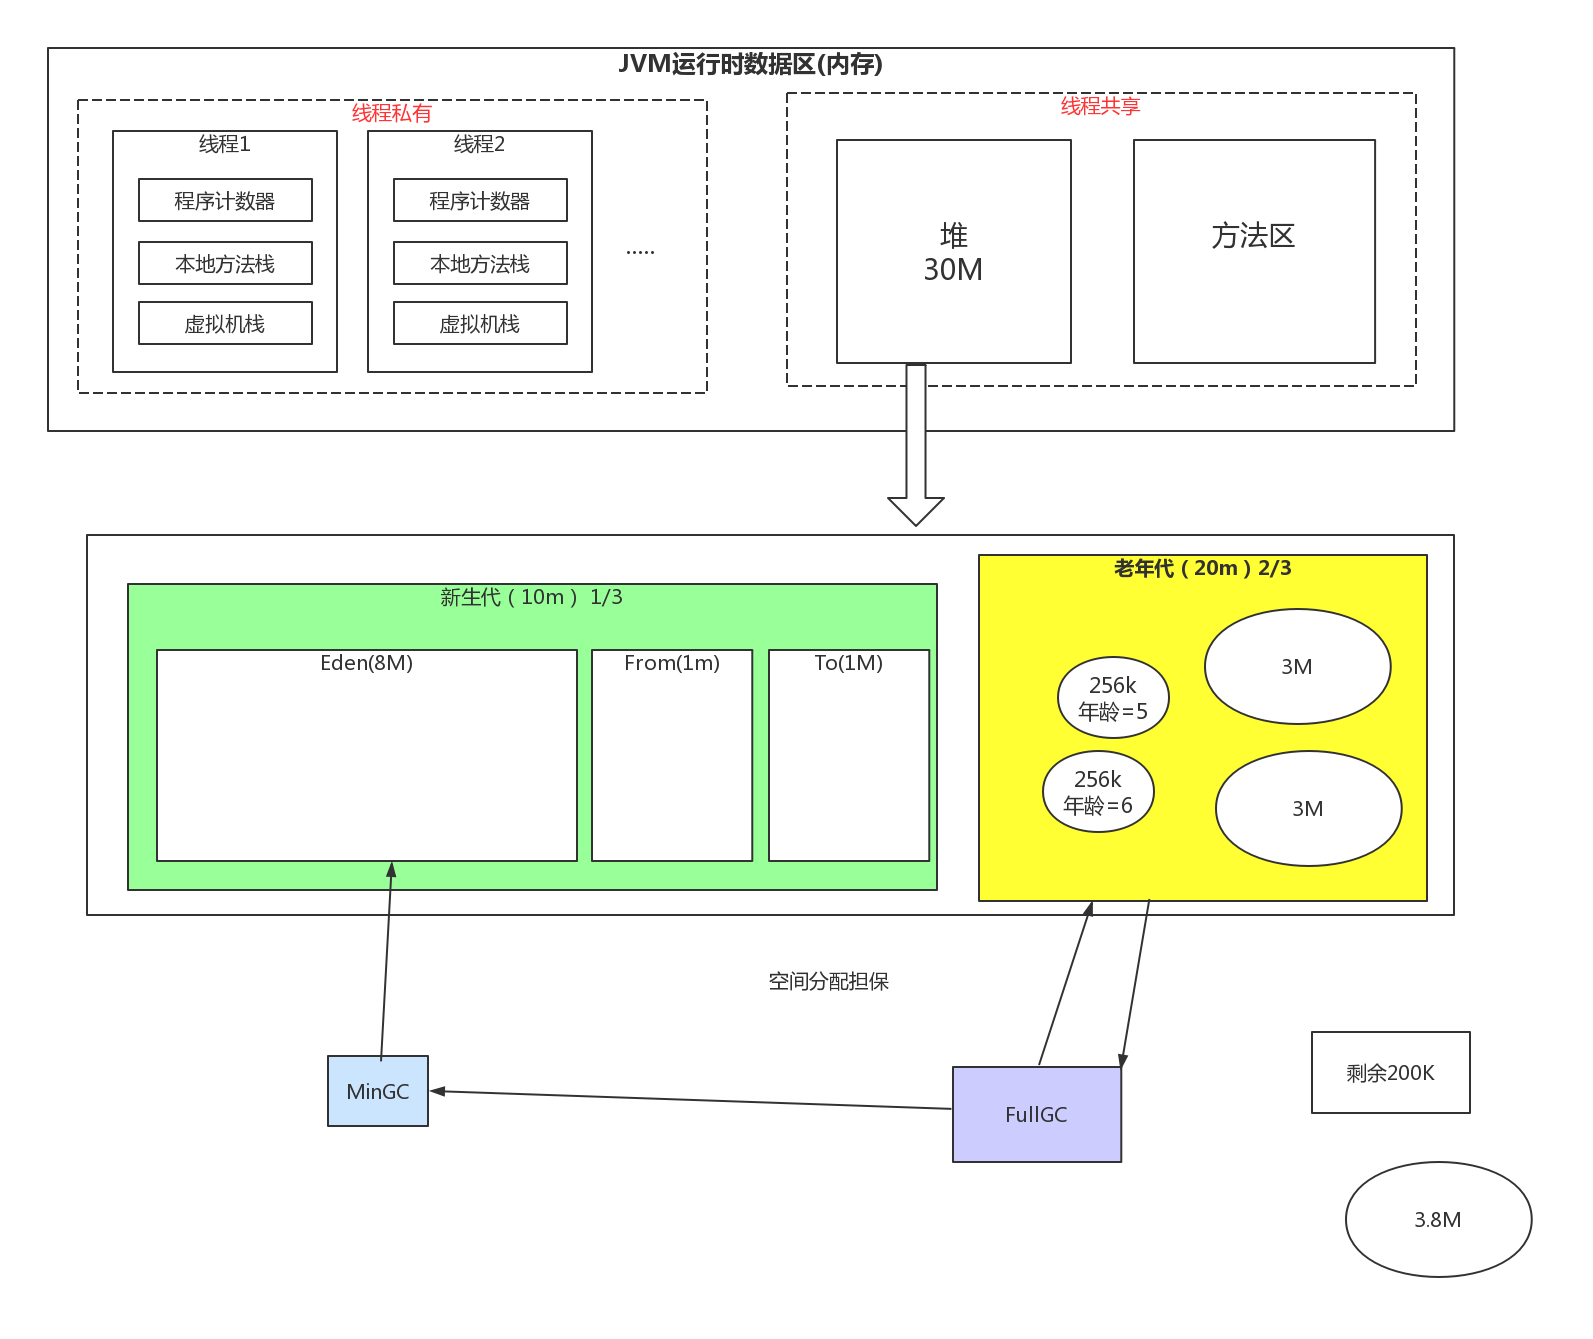 JVM运行时数据区(内存)
线程私有
线程1
程序计数器
本地方法栈
虚拟机栈
线程2
程序计数器
本地方法栈
虚拟机栈
.....
线程共享
堆
30M
方法区
新生代（10m） 1/3
Eden(8M)
From(1m)
To(1M)
老年代（20m）2/3
256k
年龄=5
3M
256k
年龄=6
3M
空间分配担保
MinGC
FullGC
剩余200K
3.8M